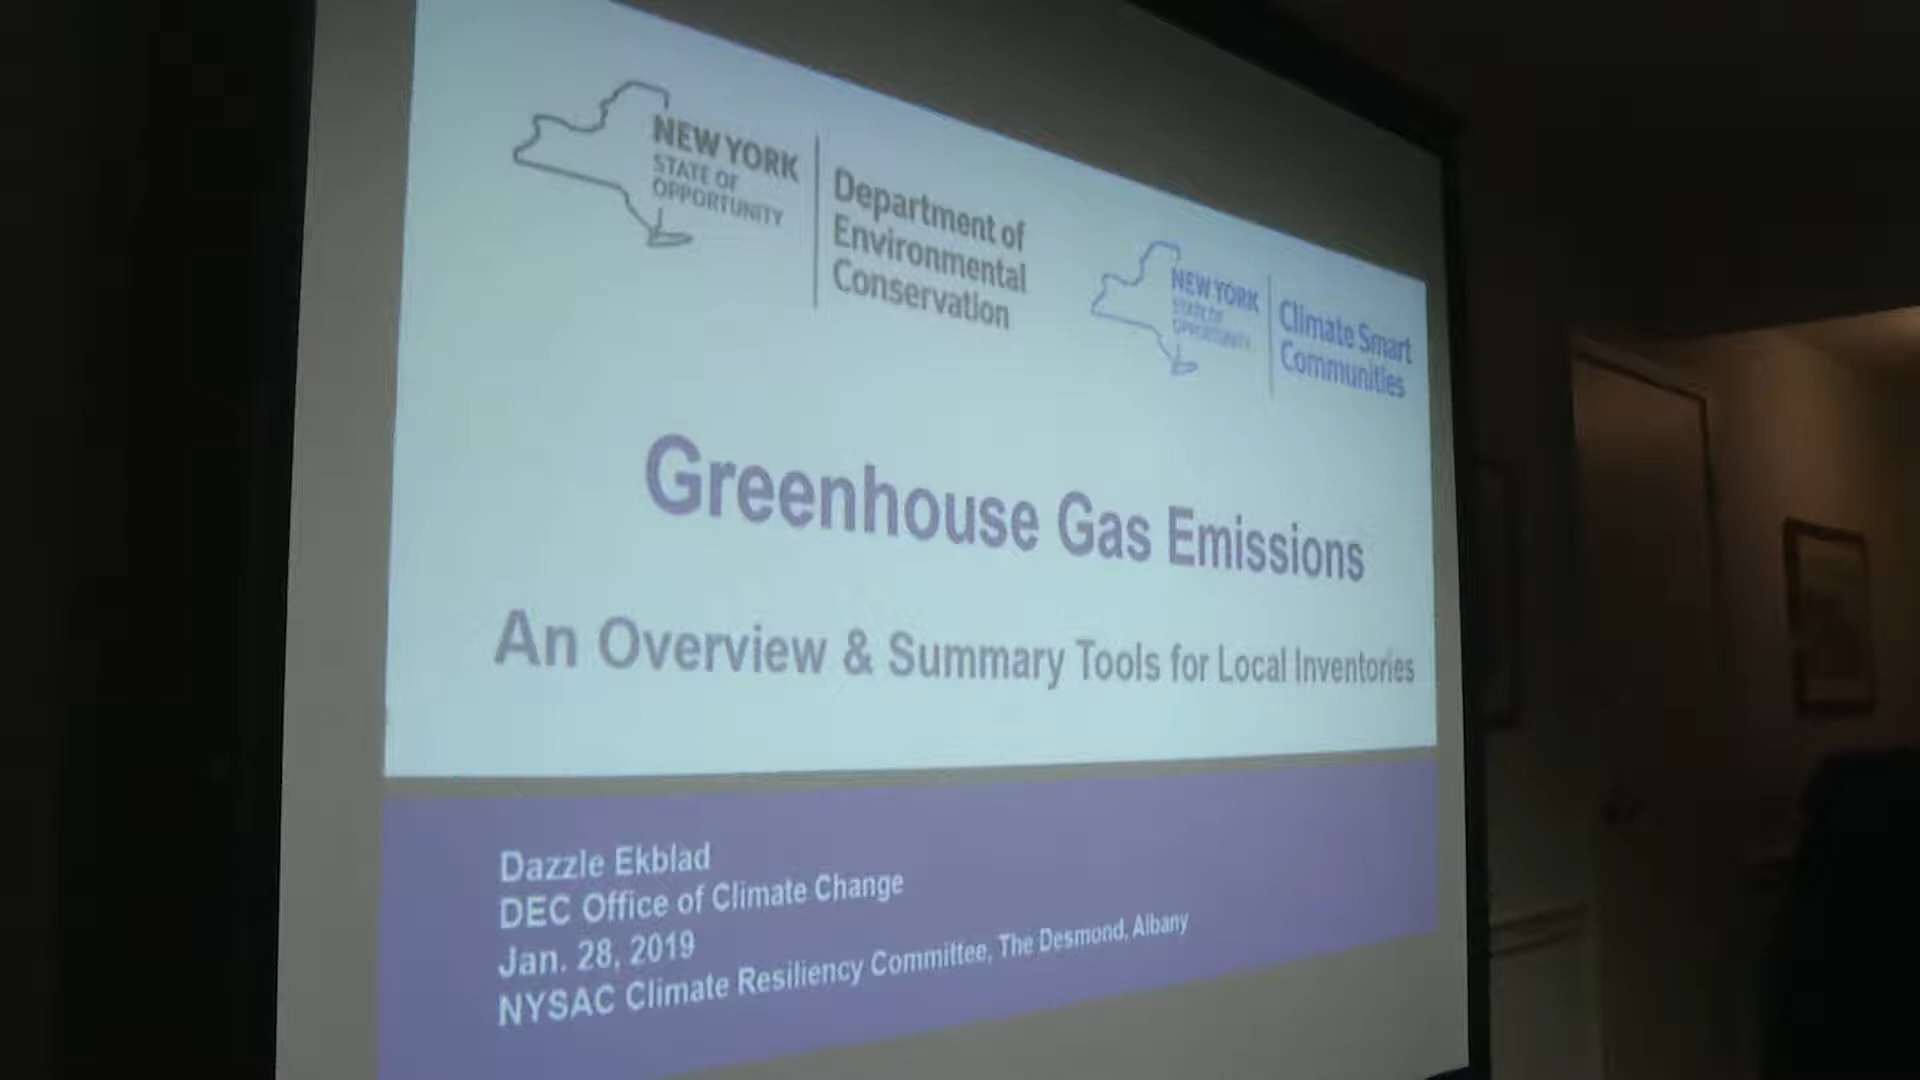 NEW YORK
STATE OF
OPPORTUNITY
Department of
Environmental
Conservation
NEW YORK
STATE OF
OPPORTUNITY
Climate Smart
Communities
Greenhouse Gas Emissions
An Overview & Summary Tools for Local Inventories
Dazzle Ekblad
DEC Office of Climate Change
Jan. 28, 2019
NYSAC Climate Resiliency Committee, The Desmond, Albany